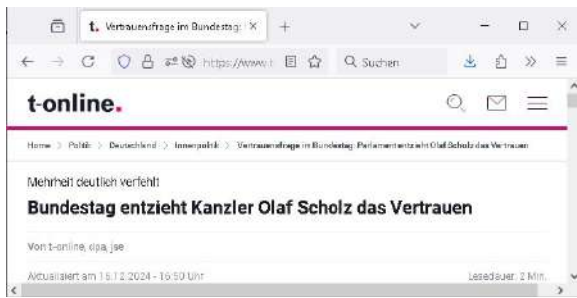 t. Vertrauensfrage im Bundestag:
https://www.t
Suchen
t-online.
Home > Politik > Deutschland > Innenpolitik > Vertrauensfrage im Bundestag: Parlament entzieht Olaf Scholz das Vertrauen
Mehrheit deutlich verfehlt
Bundestag entzieht Kanzler Olaf Scholz das Vertrauen
Von t-online, dpa, jse
Aktualisiert am 16.12.2024 - 16:50 Uhr
Lesedauer: 2 Min.